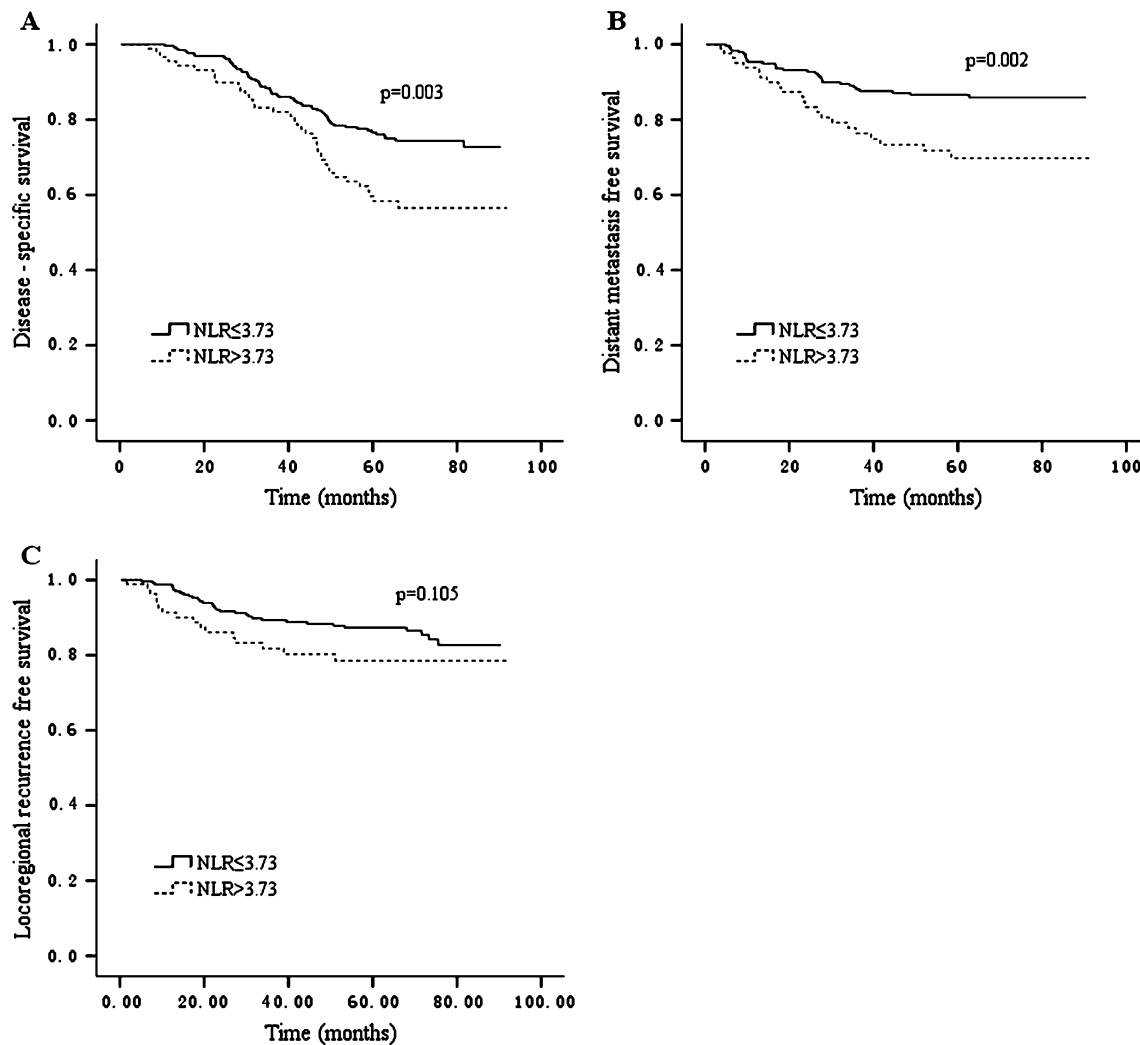 A
Disease - specific survival
1.0
0.8
0.6
0.4
0.2
0.0
p=0.003
NLR≤3.73
NLR>3.73
0 20 40 60 80 100
Time (months)
B
Distant metastasis free survival
1.0
0.8
0.6
0.4
0.2
0.0
p=0.002
NLR≤3.73
NLR>3.73
0 20 40 60 80 100
Time (months)
C
Locoregional recurrence free survival
1.0
0.8
0.6
0.4
0.2
0.0
p=0.105
NLR≤3.73
NLR>3.73
0.00 20.00 40.00 60.00 80.00 100.00
Time (months)